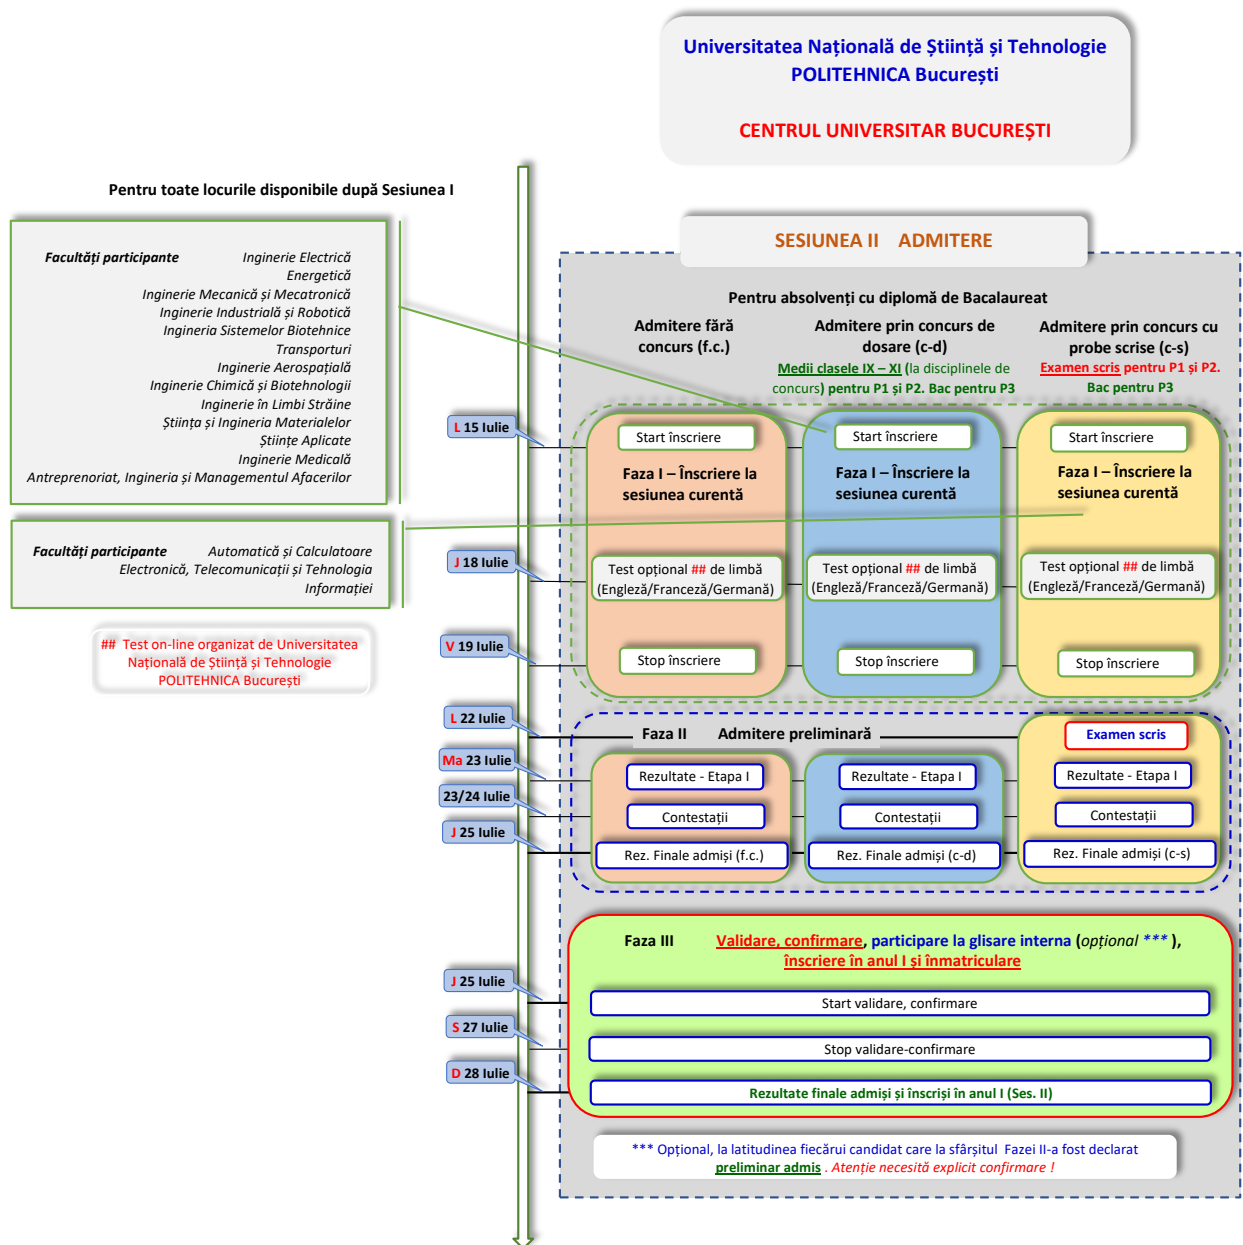 Universitatea Națională de Știință și Tehnologie
POLITEHNICA București
CENTRUL UNIVERSITAR BUCUREȘTI
Pentru toate locurile disponibile după Sesiunea I
Facultăți participante Inginerie Electrică
Energetică
Inginerie Mecanică și Mecatronică
Inginerie Industrială și Robotică
Ingineria Sistemelor Biotehnice
Transporturi
Inginerie Aerospațială
Inginerie Chimică și Biotehnologii
Inginerie în Limbi Străine
Știința și Ingineria Materialelor
Științe Aplicate
Inginerie Medicală
Antreprenoriat, Ingineria și Managementul Afacerilor
Facultăți participante Automatică și Calculatoare
Electronică, Telecomunicații și Tehnologia
Informației
## Test on-line organizat de Universitatea
Națională de Știință și Tehnologie
POLITEHNICA București
SESIUNEA II ADMITERE
Pentru absolvenți cu diplomă de Bacalaureat
Admitere fără
concurs (f.c.)
Admitere prin concurs de
dosare (c-d)
Medii clasele IX – XI (la disciplinele de
concurs) pentru P1 și P2. Bac pentru P3
Admitere prin concurs cu
probe scrise (c-s)
Examen scris pentru P1 și P2.
Bac pentru P3
L 15 Iulie
Start înscriere
Start înscriere
Start înscriere
Faza I – Înscriere la
sesiunea curentă
Faza I – Înscriere la
sesiunea curentă
Faza I – Înscriere la
sesiunea curentă
J 18 Iulie
Test opțional ## de limbă
(Engleză/Franceză/Germană)
Test opțional ## de limbă
(Engleză/Franceză/Germană)
Test opțional ## de limbă
(Engleză/Franceză/Germană)
V 19 Iulie
Stop înscriere
Stop înscriere
Stop înscriere
L 22 Iulie
Faza II Admitere preliminară
Examen scris
Ma 23 Iulie
Rezultate - Etapa I
Rezultate - Etapa I
Rezultate - Etapa I
23/24 Iulie
Contestații
Contestații
Contestații
J 25 Iulie
Rez. Finale admiși (f.c.)
Rez. Finale admiși (c-d)
Rez. Finale admiși (c-s)
Faza III Validare, confirmare, participare la glisare interna (opțional *** ),
înscriere în anul I și înmatriculare
J 25 Iulie
Start validare, confirmare
S 27 Iulie
Stop validare-confirmare
D 28 Iulie
Rezultate finale admiși și înscriși în anul I (Ses. II)
*** Opțional, la latitudinea fiecărui candidat care la sfârșitul Fazei II-a fost declarat
preliminar admis . Atenție necesită explicit confirmare !